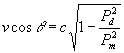 v cos ϑ = c√(1 − P_d²/P_m²)